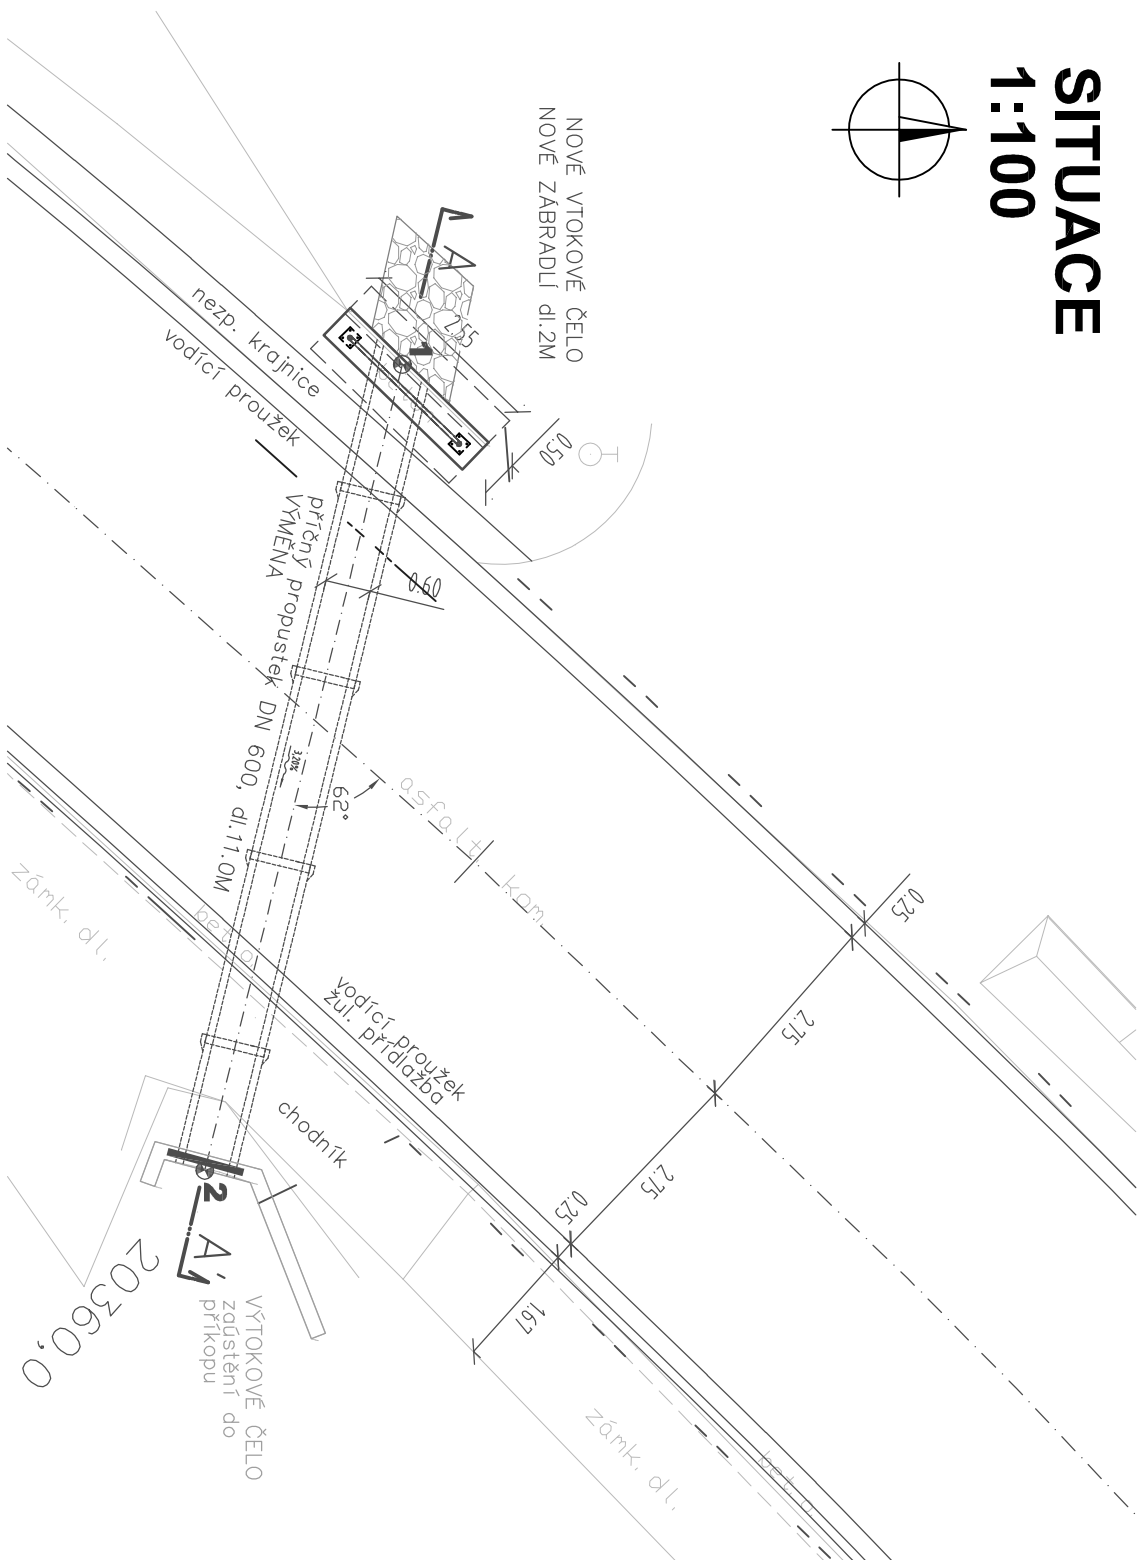 SITUACE
1:100
NOVÉ VTOKOVÉ ČELO
NOVÉ ZÁBRADLÍ dl.2M
A
1
2.55
0.50
nezp. krajnice
vodící proužek
příčný propustek DN 600, dl.11.0M
VÝMĚNA
0.60
3.20%
62°
asfalt kom.
zámk. dl.
bet.o
vodící proužek
žul. přídlažba
chodník
0.25
2.75
2.75
0.25
1.67
2
A'
20360,0
VÝTOKOVÉ ČELO
zaústění do
příkopu
zámk. dl.
bet.o